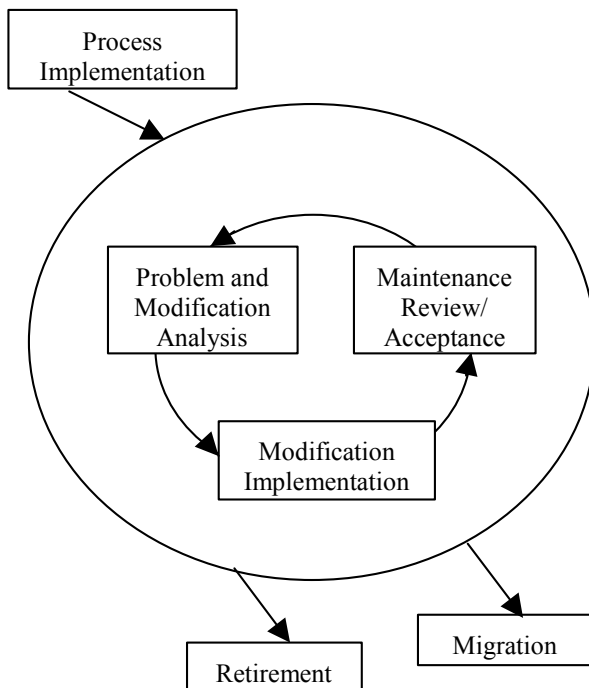 Process
Implementation
Problem and
Modification
Analysis
Maintenance
Review/
Acceptance
Modification
Implementation
Retirement
Migration